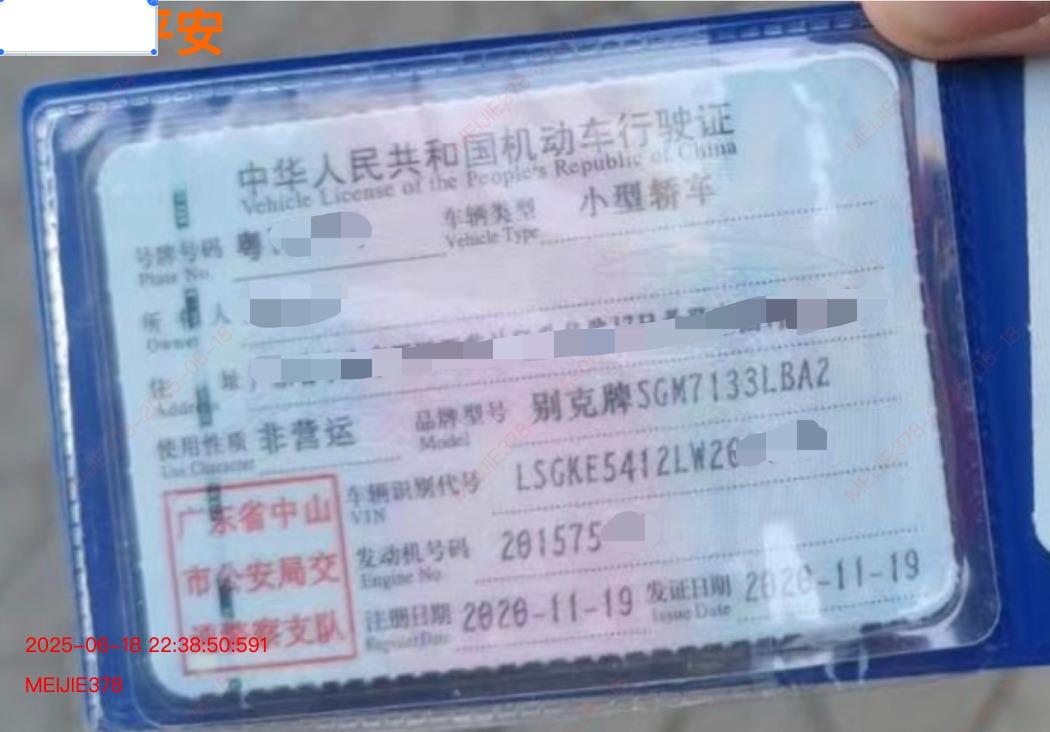 平安
中华人民共和国机动车行驶证
Vehicle License of the People's Republic of China
号牌号码 粤
Plate No.
车辆类型 小型轿车
Vehicle Type
所有人
Owner
住址
Address
使用性质 非营运
Use Character
品牌型号 别克牌SGM7133LBA2
Model
车辆识别代号 LSGKE5412LW20
VIN
发动机号码 201575
Engine No.
注册日期 2020-11-19
Register Date
发证日期 2020-11-19
Issue Date
广东省中山
市公安局交
通警察支队
2025-06-18 22:38:50:591
MEIJIE378